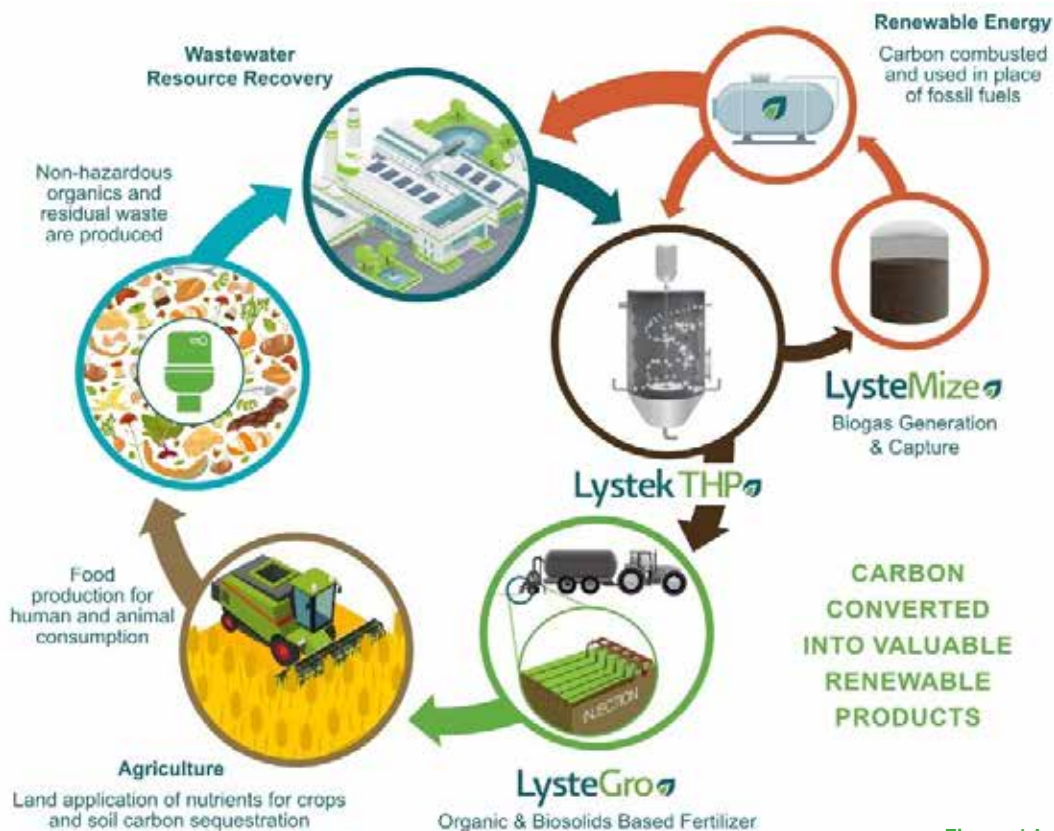 Renewable Energy
Carbon combusted
and used in place
of fossil fuels
Wastewater
Resource Recovery
Non-hazardous
organics and
residual waste
are produced
LysteMize
Biogas Generation
& Capture
Lystek THP
Food
production for
human and animal
consumption
INJECTION
CARBON
CONVERTED
INTO VALUABLE
RENEWABLE
PRODUCTS
Agriculture
Land application of nutrients for crops
and soil carbon sequestration
LysteGro
Organic & Biosolids Based Fertilizer